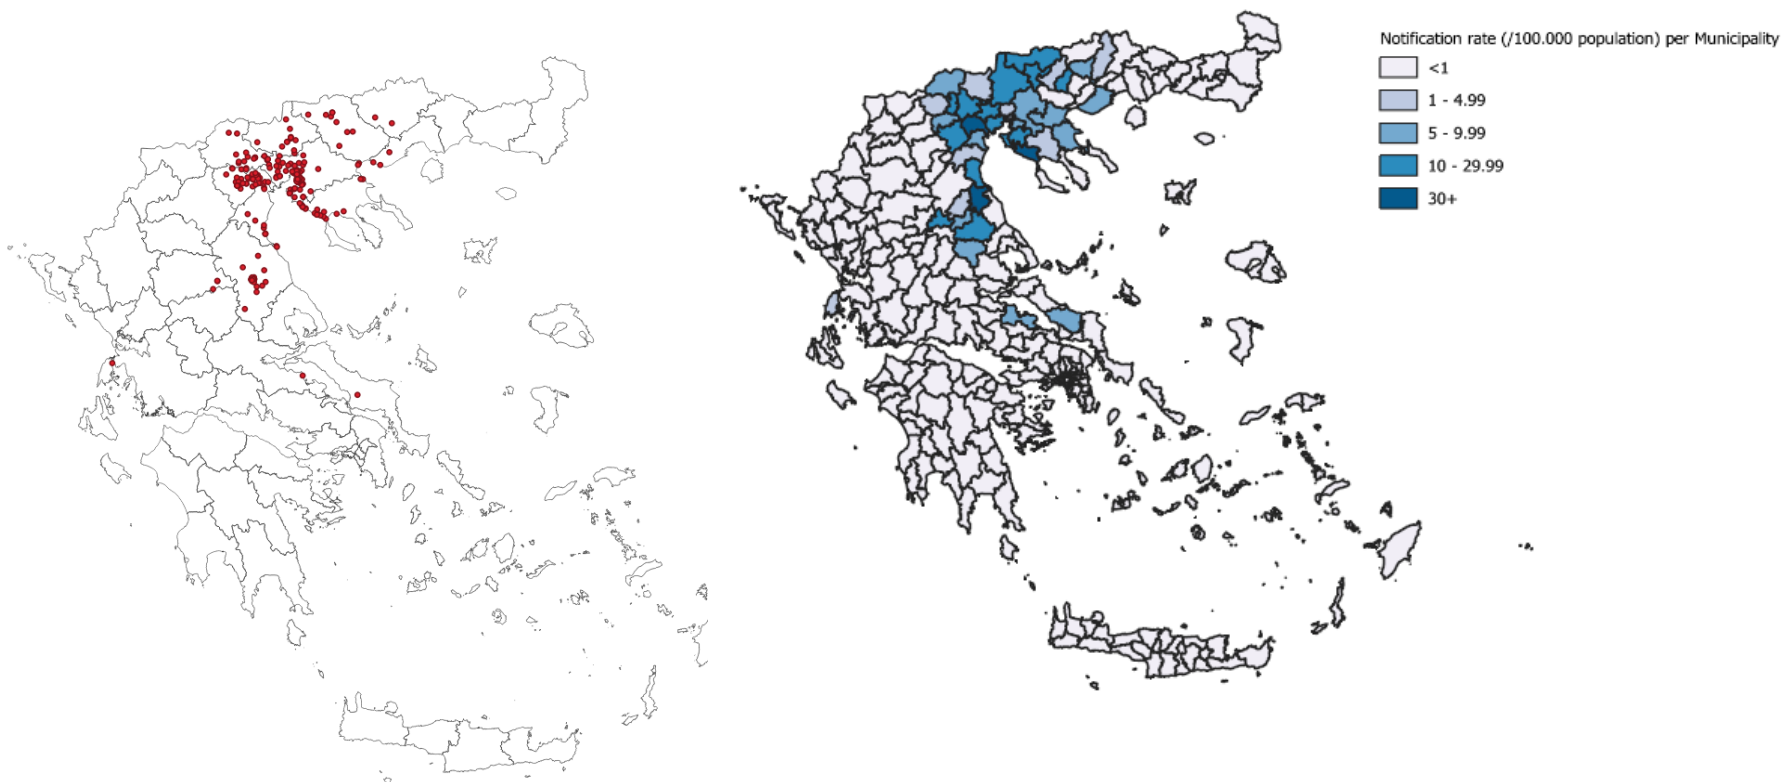 Notification rate (/100.000 population) per Municipality
<1
1 - 4.99
5 - 9.99
10 - 29.99
30+